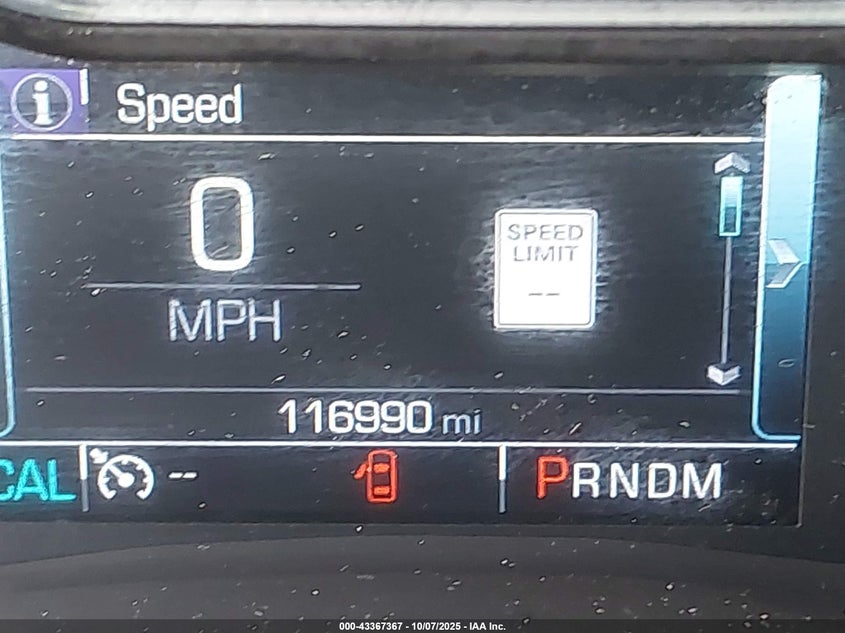 i Speed
0
MPH
SPEED
LIMIT
--
116990 mi
CAL -- PRNDM
000-43367367 - 10/07/2025 - IAA Inc.